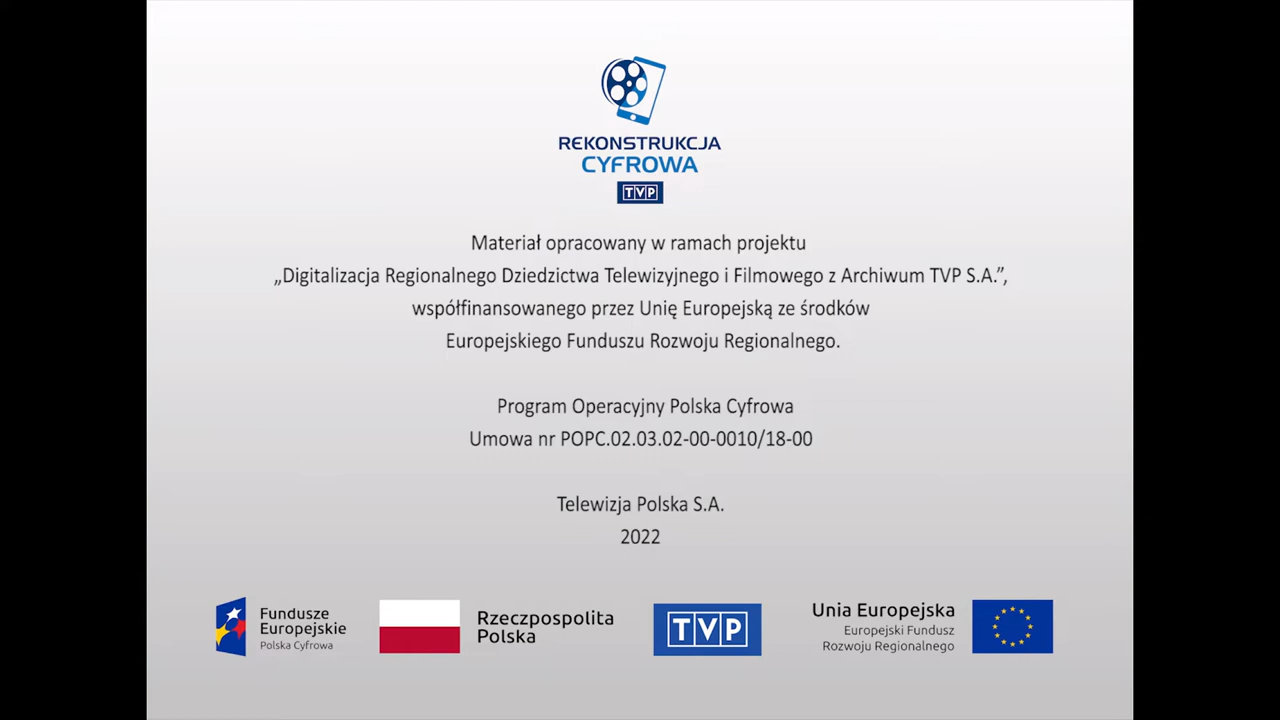 REKONSTRUKCJA
CYFROWA
TVP
Materiał opracowany w ramach projektu
„Digitalizacja Regionalnego Dziedzictwa Telewizyjnego i Filmowego z Archiwum TVP S.A.”,
współfinansowanego przez Unię Europejską ze środków
Europejskiego Funduszu Rozwoju Regionalnego.
Program Operacyjny Polska Cyfrowa
Umowa nr POPC.02.03.02-00-0010/18-00
Telewizja Polska S.A.
2022
Fundusze
Europejskie
Polska Cyfrowa
Rzeczpospolita
Polska
TVP
Unia Europejska
Europejski Fundusz
Rozwoju Regionalnego